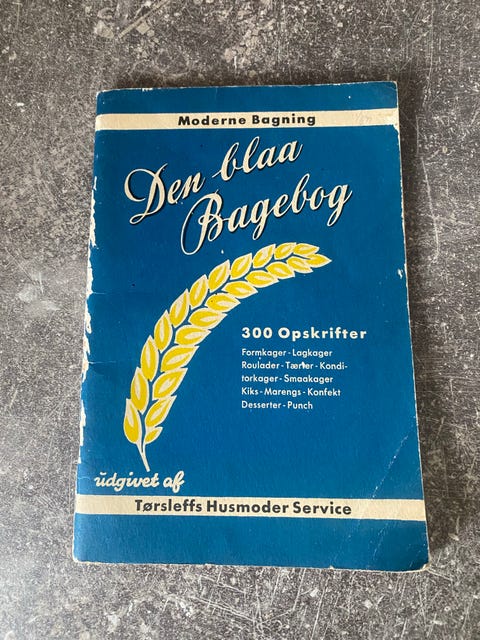 Moderne Bagning
Den blaa
Bagebog
300 Opskrifter
Formkager - Lagkager
Roulader - Tærter - Kondi-
torkager - Smaakager
Kiks - Marengs - Konfekt
Desserter - Punch
udgivet af
Tørsleffs Husmoder Service